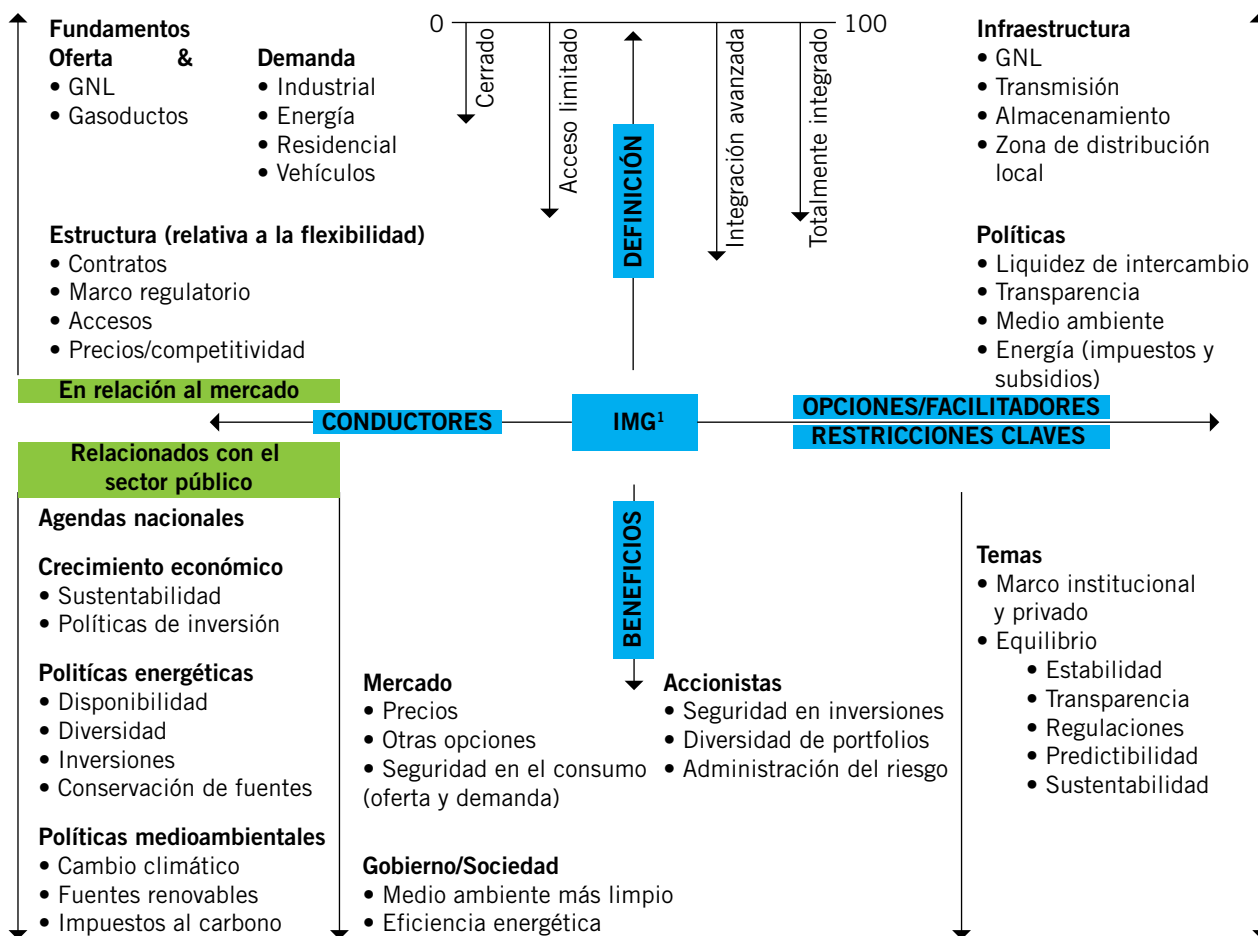 Fundamentos
Oferta & Demanda
• GNL
• Gasoductos
• Industrial
• Energía
• Residencial
• Vehículos
Estructura (relativa a la flexibilidad)
• Contratos
• Marco regulatorio
• Accesos
• Precios/competitividad
0 100
Cerrado
Acceso limitado
DEFINICIÓN
Integración avanzada
Totalmente integrado
Infraestructura
• GNL
• Transmisión
• Almacenamiento
• Zona de distribución
local
Políticas
• Liquidez de intercambio
• Transparencia
• Medio ambiente
• Energía (impuestos y
subsidios)
En relación al mercado
CONDUCTORES
IMG¹
OPCIONES/FACILITADORES
RESTRICCIONES CLAVES
Relacionados con el
sector público
Agendas nacionales
Crecimiento económico
• Sustentabilidad
• Políticas de inversión
Politícas energéticas
• Disponibilidad
• Diversidad
• Inversiones
• Conservación de fuentes
Políticas medioambientales
• Cambio climático
• Fuentes renovables
• Impuestos al carbono
BENEFICIOS
Mercado
• Precios
• Otras opciones
• Seguridad en el consumo
(oferta y demanda)
Gobierno/Sociedad
• Medio ambiente más limpio
• Eficiencia energética
Accionistas
• Seguridad en inversiones
• Diversidad de portfolios
• Administración del riesgo
Temas
• Marco institucional
y privado
• Equilibrio
• Estabilidad
• Transparencia
• Regulaciones
• Predictibilidad
• Sustentabilidad